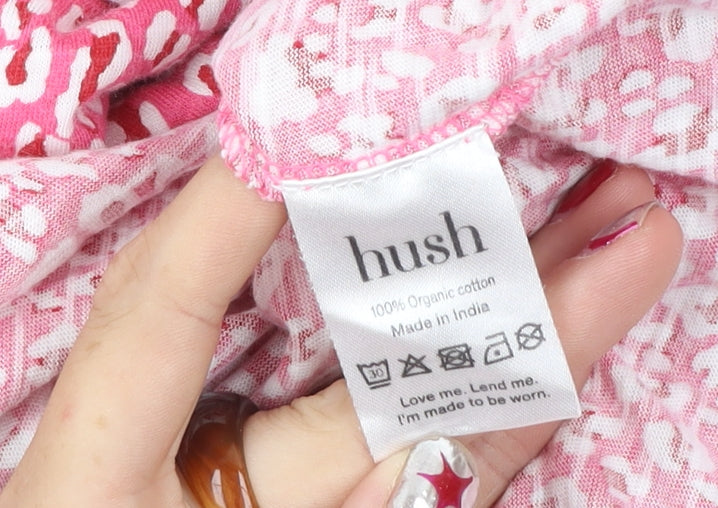 hush
100% Organic cotton
Made in India
30
Love me. Lend me.
I'm made to be worn.